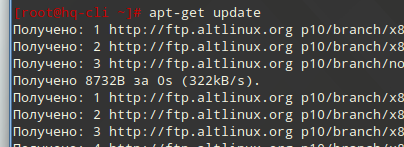 [root@hq-cli ~]# apt-get update
Получено: 1 http://ftp.altlinux.org p10/branch/x8
Получено: 2 http://ftp.altlinux.org p10/branch/x8
Получено: 3 http://ftp.altlinux.org p10/branch/no
Получено 8732B за 0s (322kB/s).
Получено: 1 http://ftp.altlinux.org p10/branch/x8
Получено: 2 http://ftp.altlinux.org p10/branch/x8
Получено: 3 http://ftp.altlinux.org p10/branch/x8